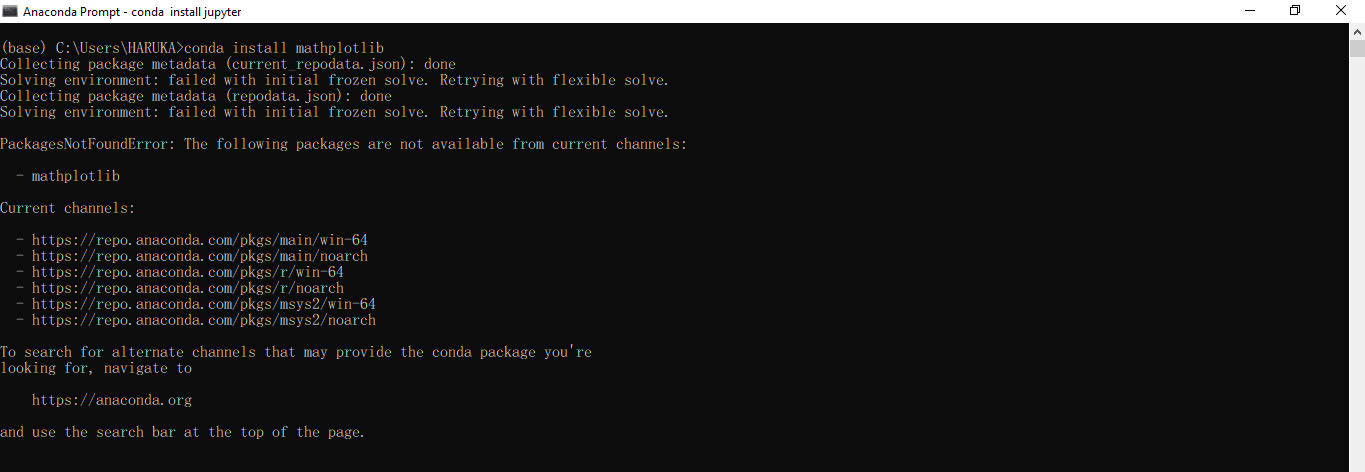 Anaconda Prompt - conda  install jupyter
(base) C:\Users\HARUKA>conda install mathplotlib
Collecting package metadata (current_repodata.json): done
Solving environment: failed with initial frozen solve. Retrying with flexible solve.
Collecting package metadata (repodata.json): done
Solving environment: failed with initial frozen solve. Retrying with flexible solve.
PackagesNotFoundError: The following packages are not available from current channels:
- mathplotlib
Current channels:
- https://repo.anaconda.com/pkgs/main/win-64
- https://repo.anaconda.com/pkgs/main/noarch
- https://repo.anaconda.com/pkgs/r/win-64
- https://repo.anaconda.com/pkgs/r/noarch
- https://repo.anaconda.com/pkgs/msys2/win-64
- https://repo.anaconda.com/pkgs/msys2/noarch
To search for alternate channels that may provide the conda package you're
looking for, navigate to
https://anaconda.org
and use the search bar at the top of the page.